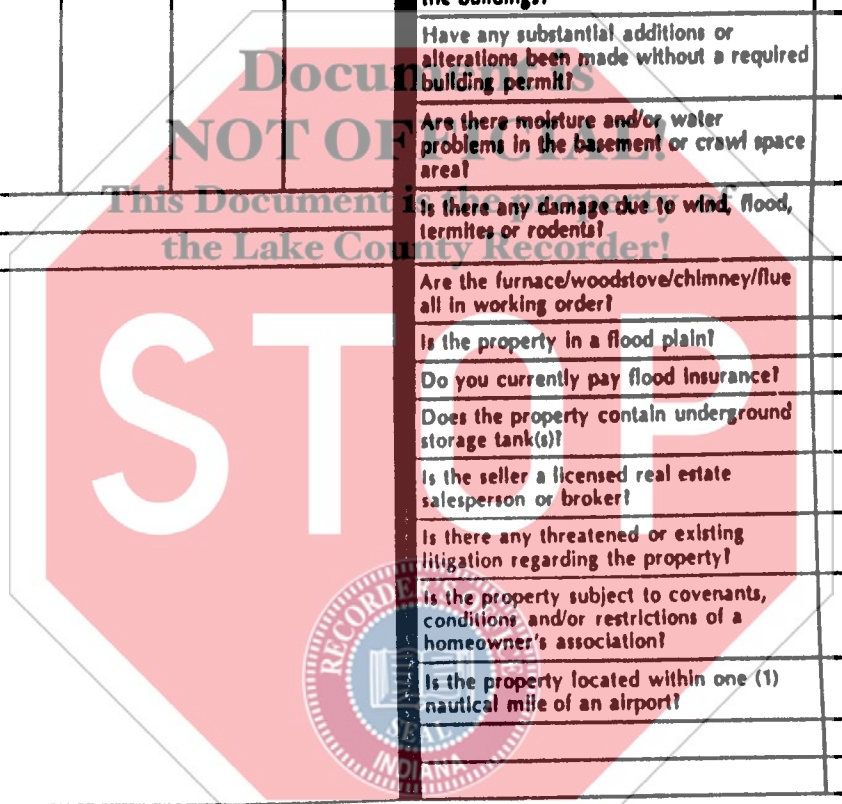 the buildings?
Have any substantial additions or
alterations been made without a required
building permit?
Are there moisture and/or water
problems in the basement or crawl space
area?
Is there any damage due to wind, flood,
termites or rodents?
Are the furnace/woodstove/chimney/flue
all in working order?
Is the property in a flood plain?
Do you currently pay flood insurance?
Does the property contain underground
storage tank(s)?
Is the seller a licensed real estate
salesperson or broker?
Is there any threatened or existing
litigation regarding the property?
Is the property subject to covenants,
conditions and/or restrictions of a
homeowner's association?
Is the property located within one (1)
nautical mile of an airport?
Document is
NOT OFFICIAL!
This Document is the property of
the Lake County Recorder!
STOP
RECORDER'S OFFICE
SEAL
INDIANA